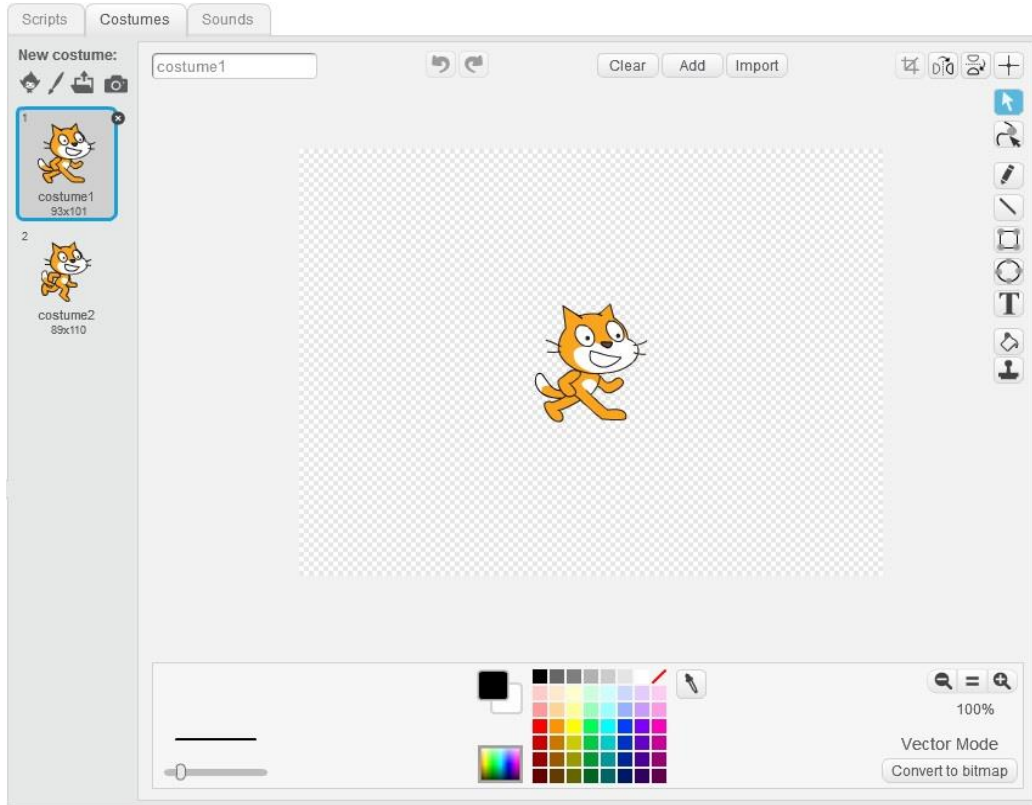 Scripts Costumes Sounds
New costume:
costume1
Clear Add Import
1
costume1
93x101
2
costume2
89x110
T
100%
Vector Mode
Convert to bitmap